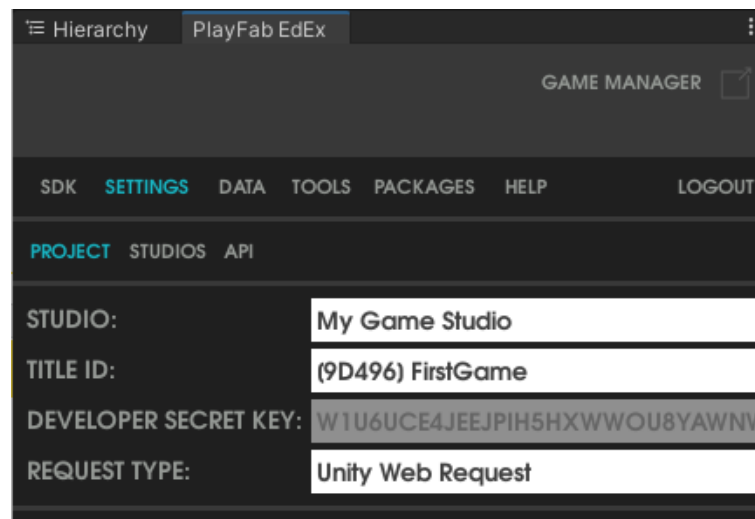 Hierarchy PlayFab EdEx
GAME MANAGER
SDK SETTINGS DATA TOOLS PACKAGES HELP LOGOUT
PROJECT STUDIOS API
STUDIO: My Game Studio
TITLE ID: (9D496) FirstGame
DEVELOPER SECRET KEY: W1U6UCE4JEEJPIH5HXWWOU8YAWN
REQUEST TYPE: Unity Web Request